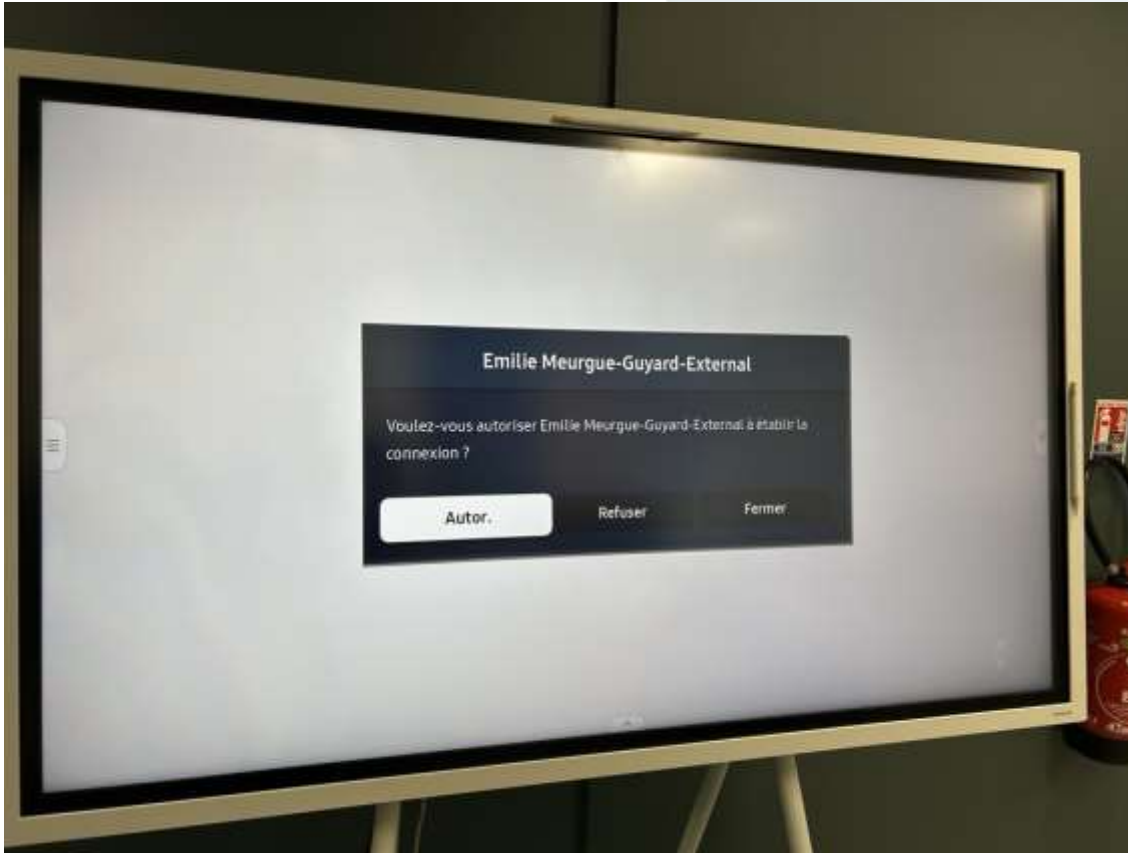 Emilie Meurgue-Guyard-External
Voulez-vous autoriser Emilie Meurgue-Guyard-External à établir la
connexion ?
Autor. Refuser Fermer